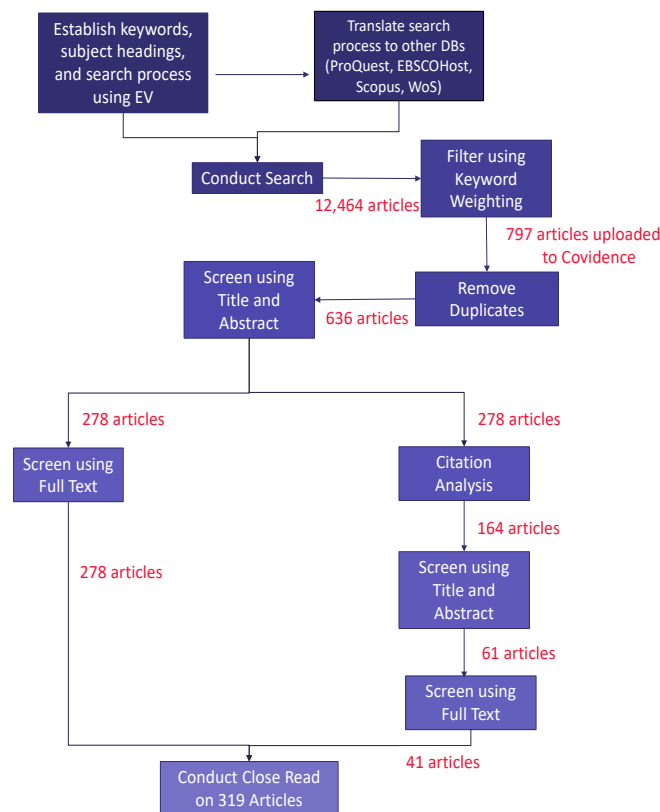 Establish keywords,
subject headings,
and search process
using EV
Translate search
process to other DBs
(ProQuest, EBSCOHost,
Scopus, WoS)
Conduct Search
12,464 articles
Filter using
Keyword
Weighting
797 articles uploaded
to Covidence
Remove
Duplicates
636 articles
Screen using
Title and
Abstract
278 articles
278 articles
Screen using
Full Text
Citation
Analysis
164 articles
278 articles
Screen using
Title and
Abstract
61 articles
Screen using
Full Text
41 articles
Conduct Close Read
on 319 Articles